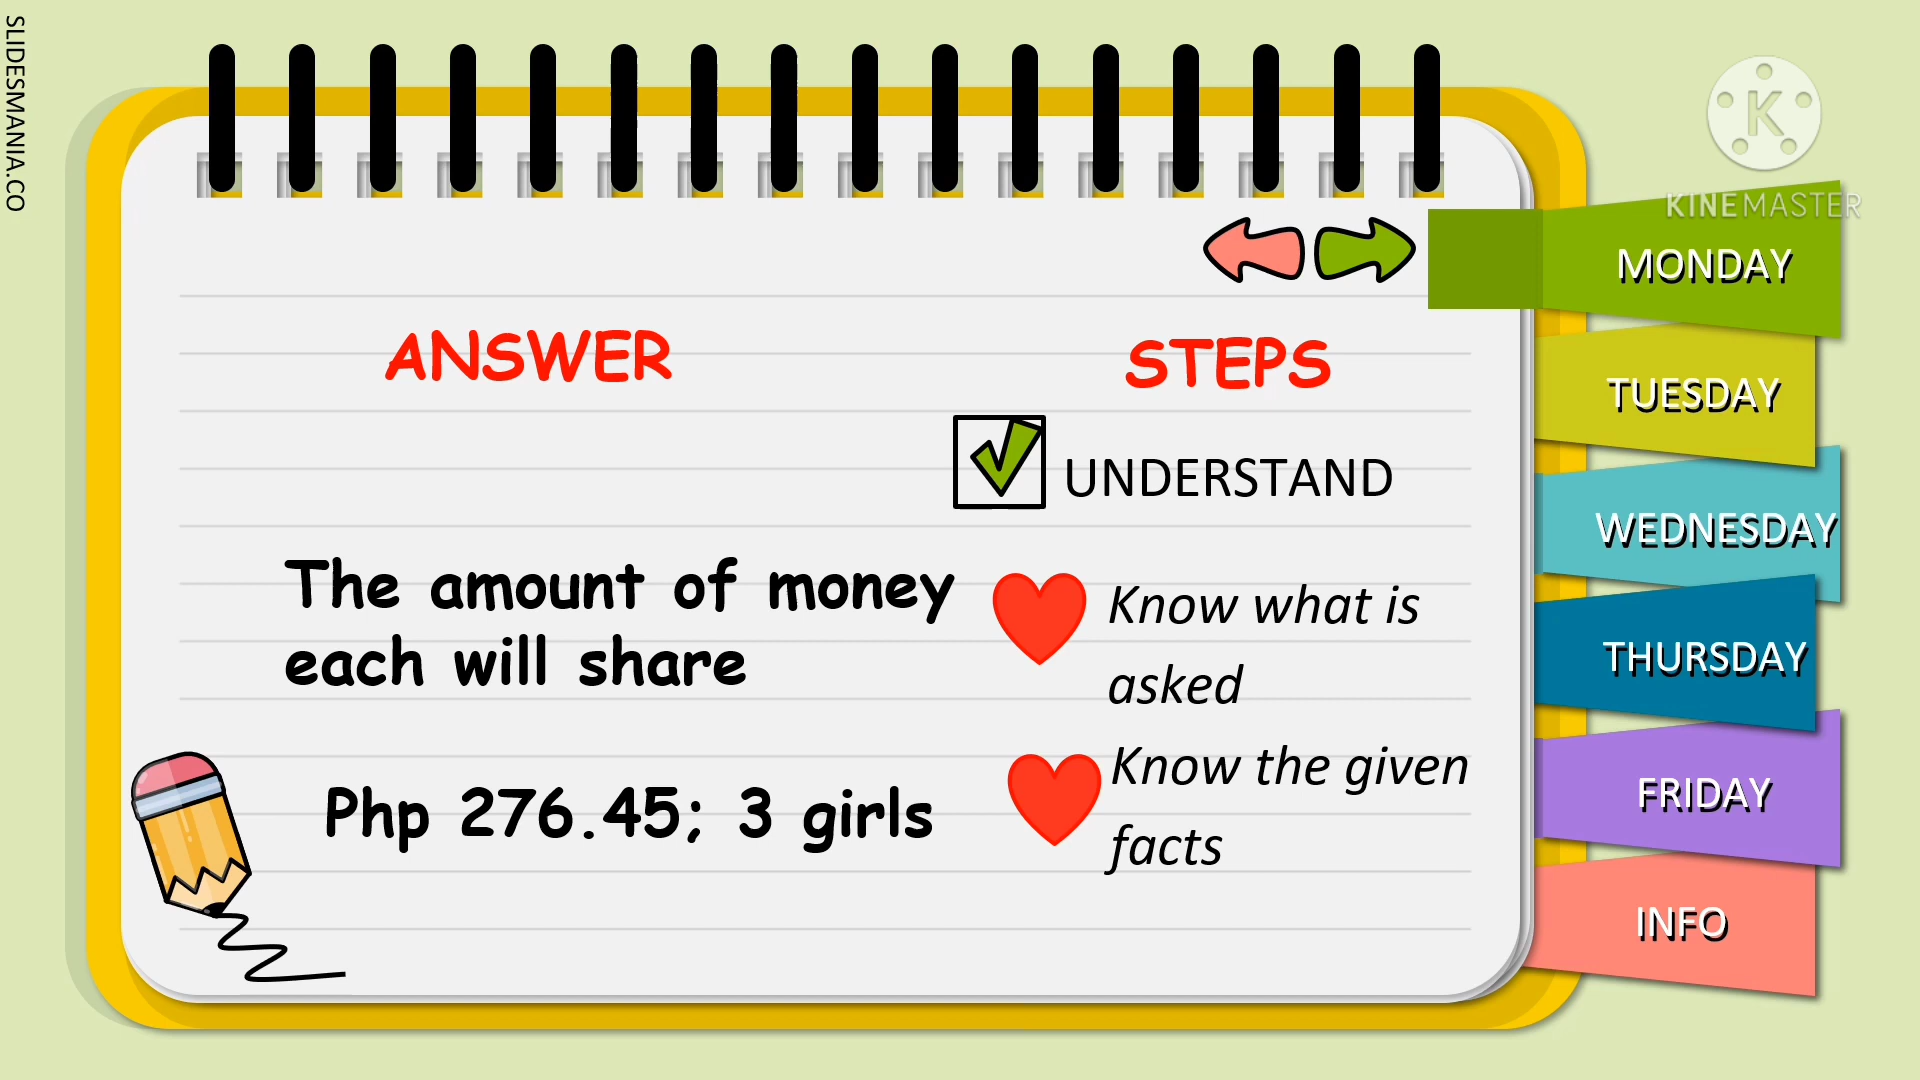 SLIDESMANIA.CO
K
KINEMASTER
MONDAY
TUESDAY
WEDNESDAY
THURSDAY
FRIDAY
INFO
ANSWER
STEPS
UNDERSTAND
The amount of money
each will share
Know what is
asked
Php 276.45; 3 girls
Know the given
facts